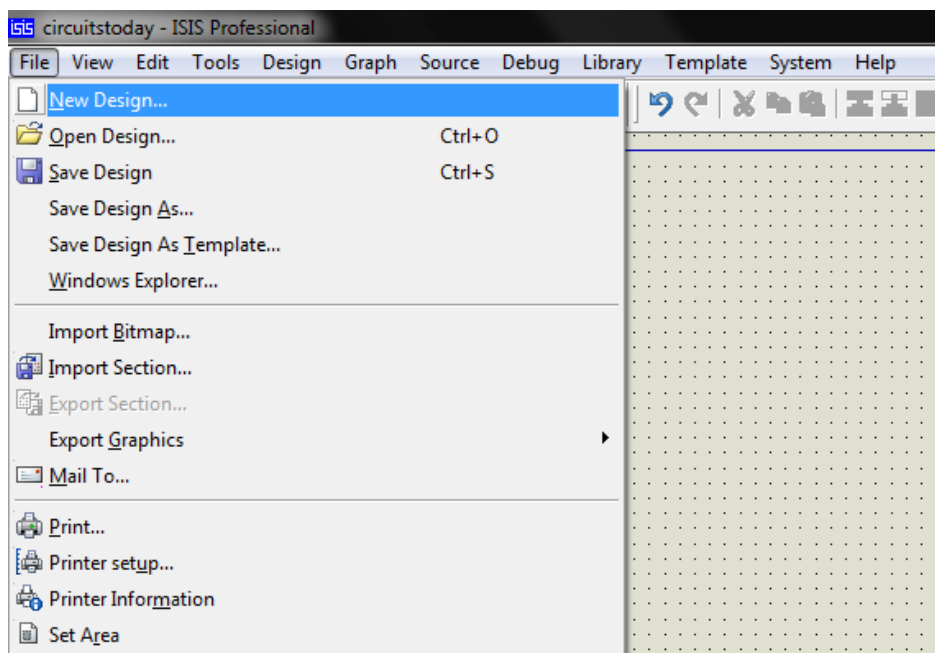 isis circuitstoday - ISIS Professional
File View Edit Tools Design Graph Source Debug Library Template System Help
New Design...
Open Design... Ctrl+O
Save Design Ctrl+S
Save Design As...
Save Design As Template...
Windows Explorer...
Import Bitmap...
Import Section...
Export Section...
Export Graphics
Mail To...
Print...
Printer setup...
Printer Information
Set Area